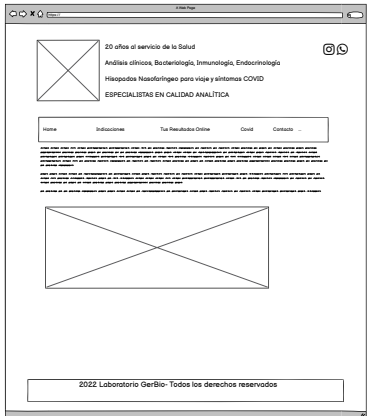 A Web Page
https://
20 años al servicio de la Salud
Análisis clínicos, Bacteriología, Inmunología, Endocrinología
Hisopados Nasofaríngeo para viaje y síntomas COVID
ESPECIALISTAS EN CALIDAD ANALÍTICA
Home Indicaciones Tus Resultados Online Covid Contacto ...
2022 Laboratorio GerBio- Todos los derechos reservados